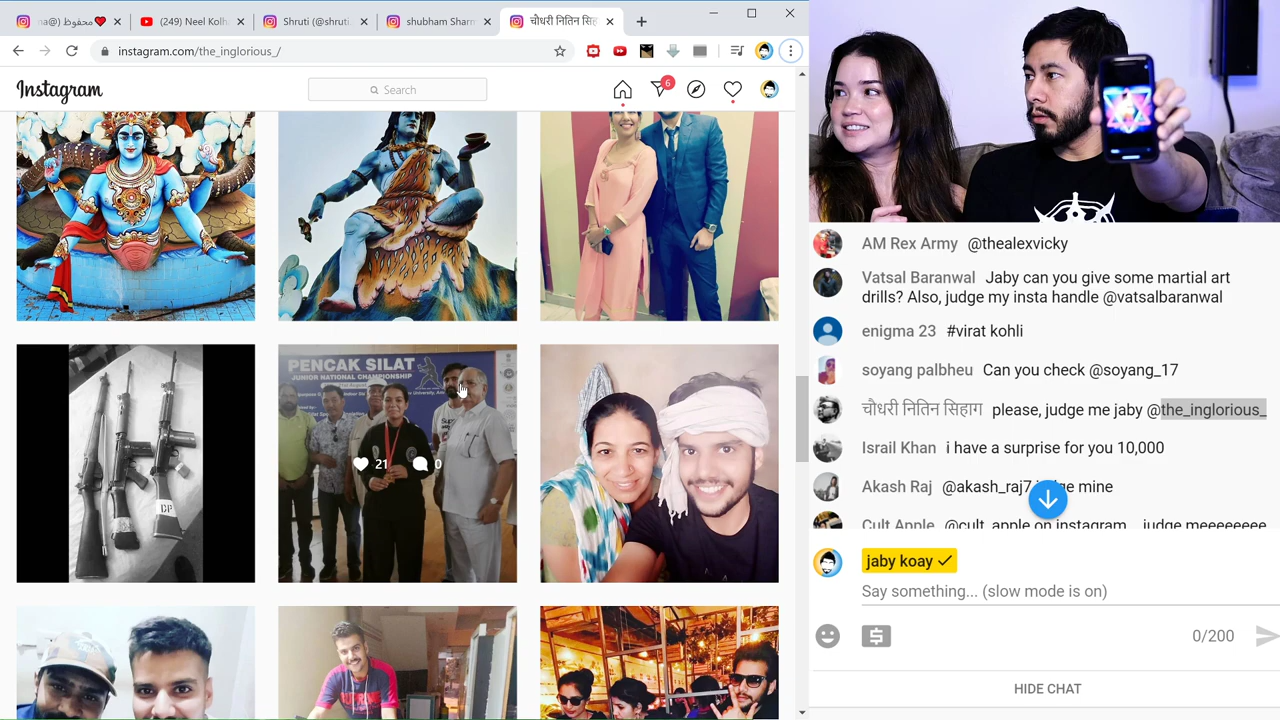 محفوظ (@na
(249) Neel Kolh
Shruti (@shruti.
shubham Sharm
चौधरी नितिन सिह
instagram.com/the_inglorious_/
Instagram
Search
6
PENCAK SILAT
JUNIOR NATIONAL CHAMPIONSHIP
21
0
DP
AM Rex Army @thealexvicky
Vatsal Baranwal Jaby can you give some martial art
drills? Also, judge my insta handle @vatsalbaranwal
enigma 23 #virat kohli
soyang palbheu Can you check @soyang_17
चौधरी नितिन सिहाग please, judge me jaby @the_inglorious_
Israil Khan i have a surprise for you 10,000
Akash Raj @akash_raj7 mine
Cult Apple @cult_apple on instagram... judge meeeeeeee
jaby koay
Say something... (slow mode is on)
0/200
HIDE CHAT